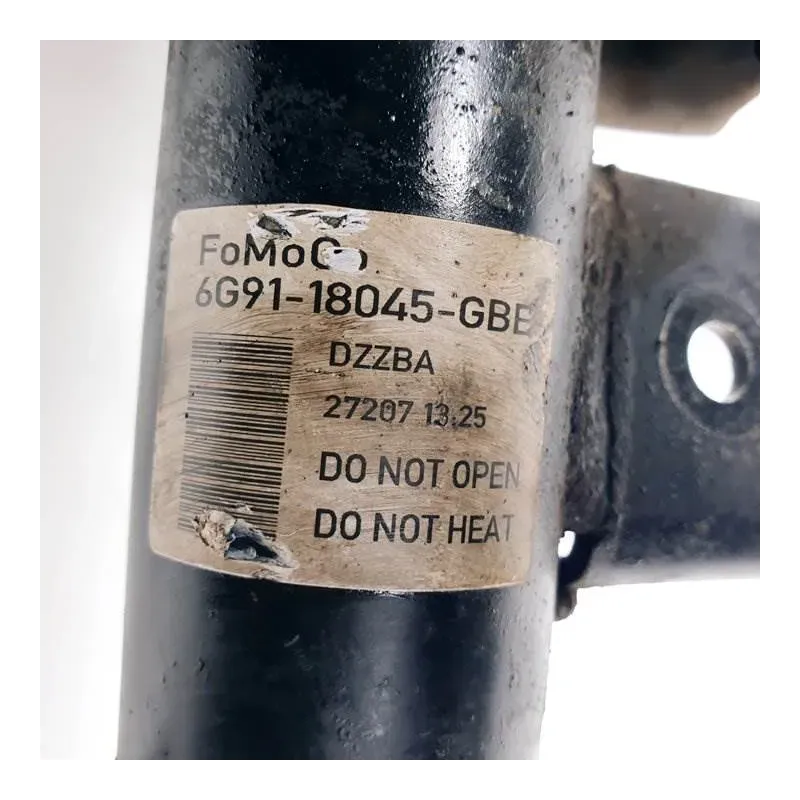 FoMoCo
6G91-18045-GBE
DZZBA
27207 13:25
DO NOT OPEN
DO NOT HEAT